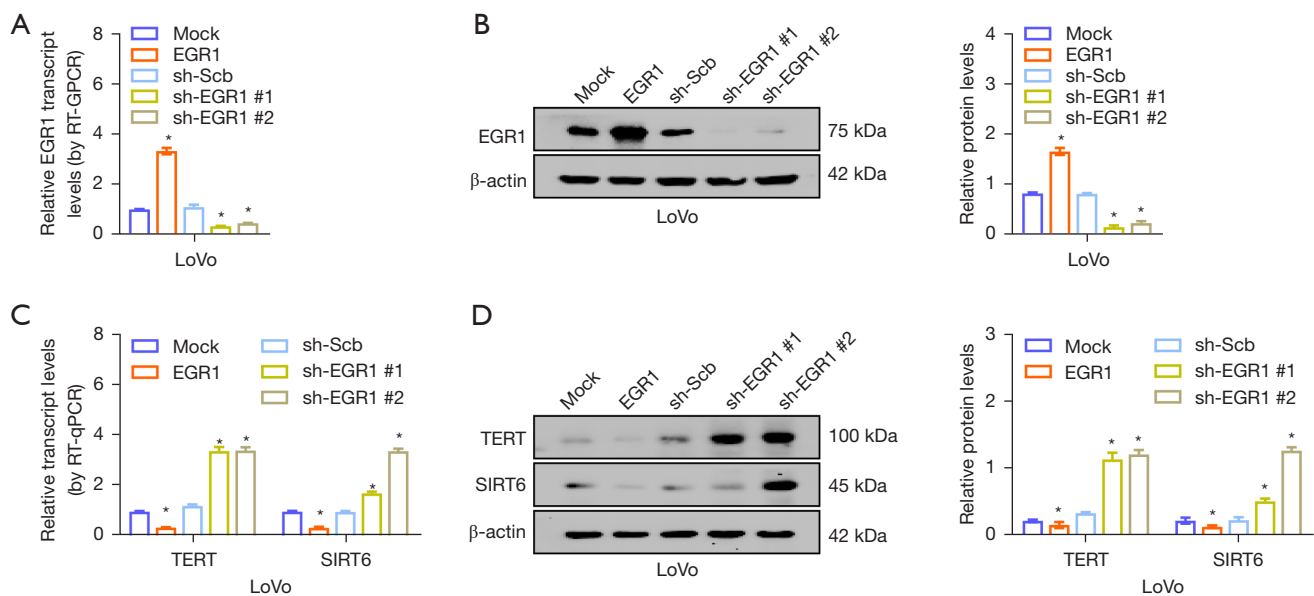 A
Relative EGR1 transcript
levels (by RT-GPCR)
8
6
4
2
0
Mock
EGR1
sh-Scb
sh-EGR1 #1
sh-EGR1 #2
*
*
*
LoVo
B
Mock
EGR1
sh-Scb
sh-EGR1 #1
sh-EGR1 #2
EGR1
75 kDa
β-actin
42 kDa
LoVo
Relative protein levels
4
3
2
1
0
Mock
EGR1
sh-Scb
sh-EGR1 #1
sh-EGR1 #2
*
*
*
LoVo
C
Relative transcript levels
(by RT-qPCR)
8
6
4
2
0
Mock
EGR1
sh-Scb
sh-EGR1 #1
sh-EGR1 #2
*
*
*
*
*
*
TERT
SIRT6
LoVo
D
Mock
EGR1
sh-Scb
sh-EGR1 #1
sh-EGR1 #2
TERT
100 kDa
SIRT6
45 kDa
β-actin
42 kDa
LoVo
Relative protein levels
3
2
1
0
Mock
EGR1
sh-Scb
sh-EGR1 #1
sh-EGR1 #2
*
*
*
*
*
*
TERT
SIRT6
LoVo